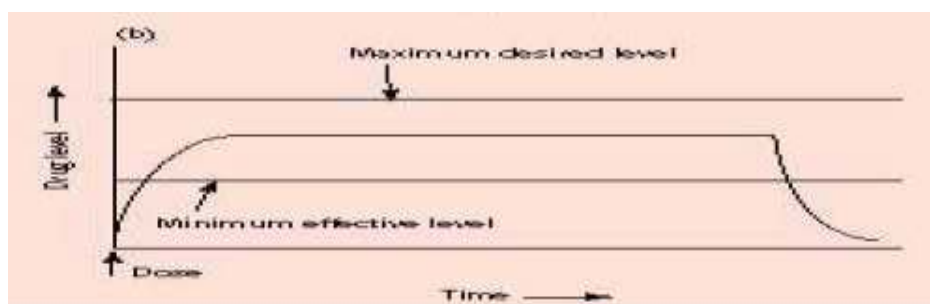 (b)
Maximum desired level
Drug level
Minimum effective level
Dose
Time